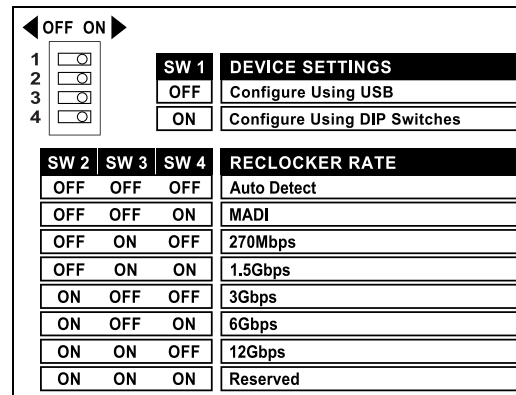 OFF ON
1
2
3
4
SW 1 DEVICE SETTINGS
OFF Configure Using USB
ON Configure Using DIP Switches
SW 2 SW 3 SW 4 RECLOCKER RATE
OFF OFF OFF Auto Detect
OFF OFF ON MADI
OFF ON OFF 270Mbps
OFF ON ON 1.5Gbps
ON OFF OFF 3Gbps
ON OFF ON 6Gbps
ON ON OFF 12Gbps
ON ON ON Reserved